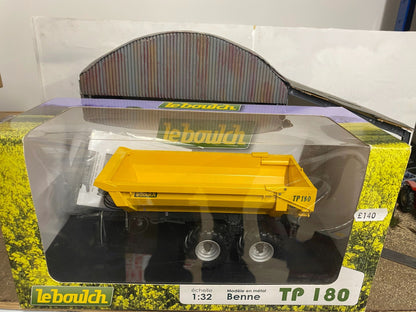 leboulch
leboulch
TP 180
£140
leboulch
échelle
1:32
Modèle en métal
Benne
TP 180